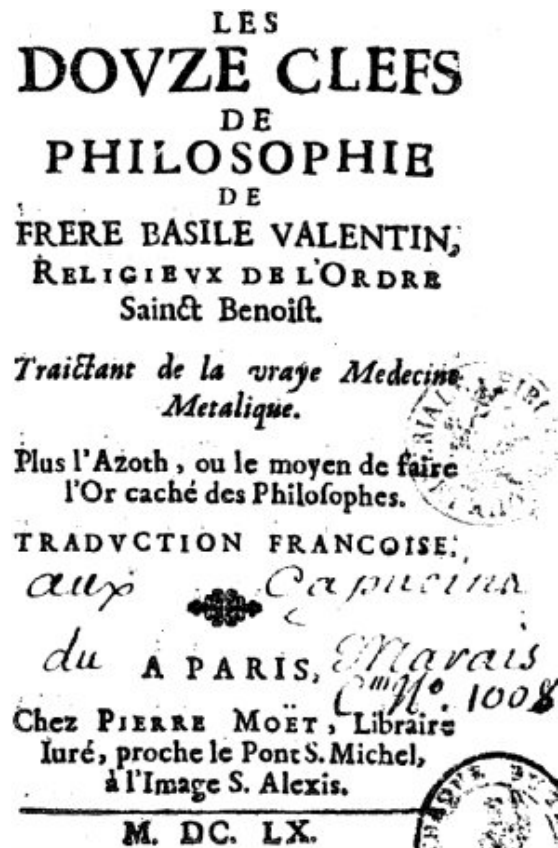 LES
DOVZE CLEFS
DE
PHILOSOPHIE
DE
FRERE BASILE VALENTIN,
RELIGIEVX DE L'ORDRE
Sainct Benoiſt.
Traictant de la vraye Medecine
Metalique.
Plus l'Azoth, ou le moyen de faire
l'Or caché des Philoſophes.
TRADVCTION FRANCOISE.
aux Capucins
du Marais
A PARIS,
Cm N°. 1008
Chez PIERRE MOËT, Libraire
Iuré, proche le Pont S. Michel,
à l'Image S. Alexis.
M. DC. LX.